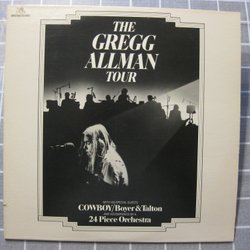 THE
GREGG
ALLMAN
TOUR
COWBOY/Boyer & Talton
24 Piece Orchestra